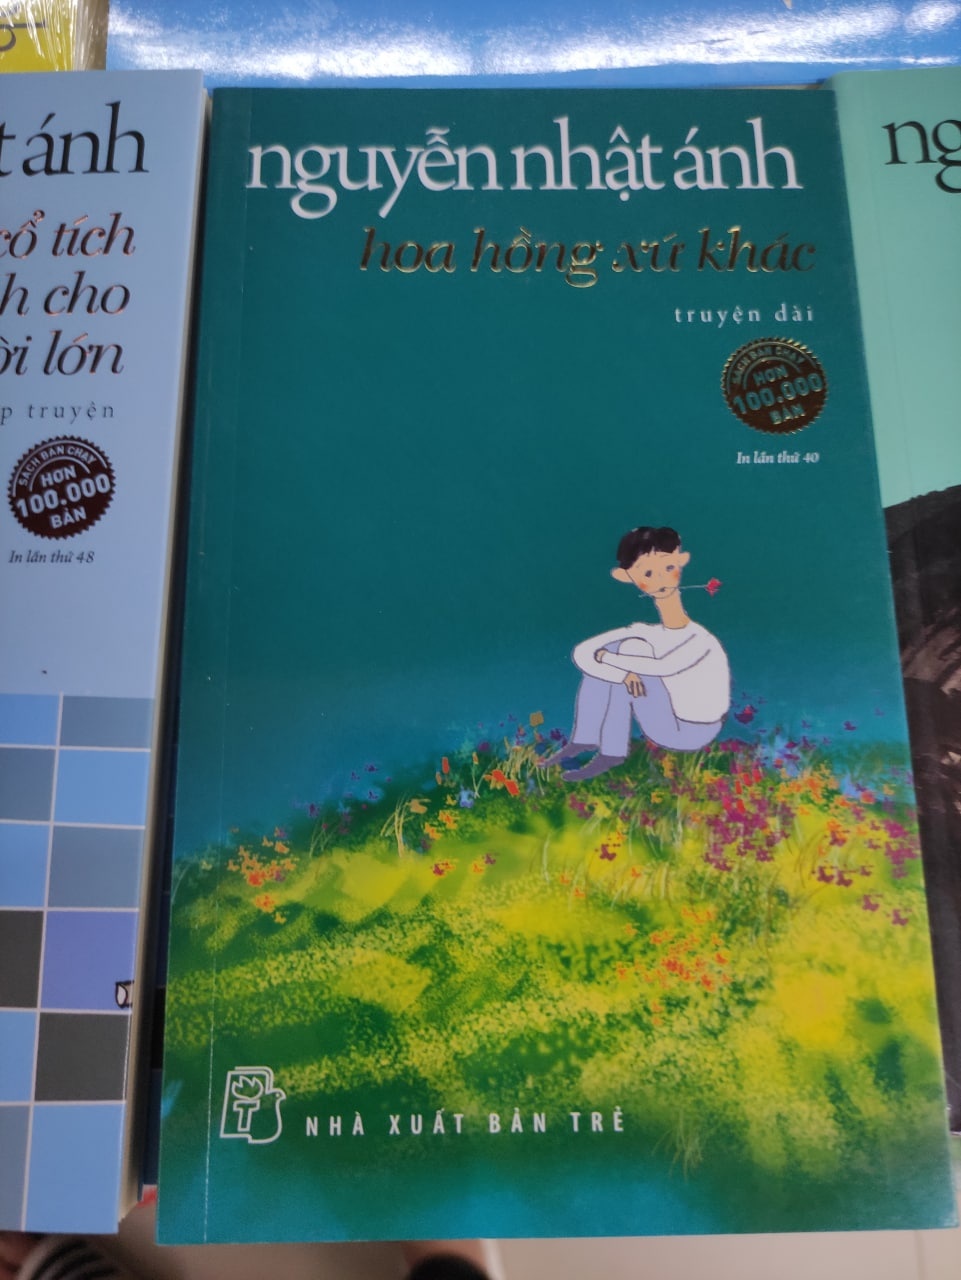 t ánh
cổ tích
h cho
ời lớn
p truyện
SÁCH BÁN CHẠY
HƠN
100.000
BẢN
In lần thứ 48
nguyễn nhật ánh
hoa hồng xứ khác
truyện dài
SÁCH BÁN CHẠY
HƠN
100.000
BẢN
In lần thứ 40
T
NHÀ XUẤT BẢN TRẺ
ng